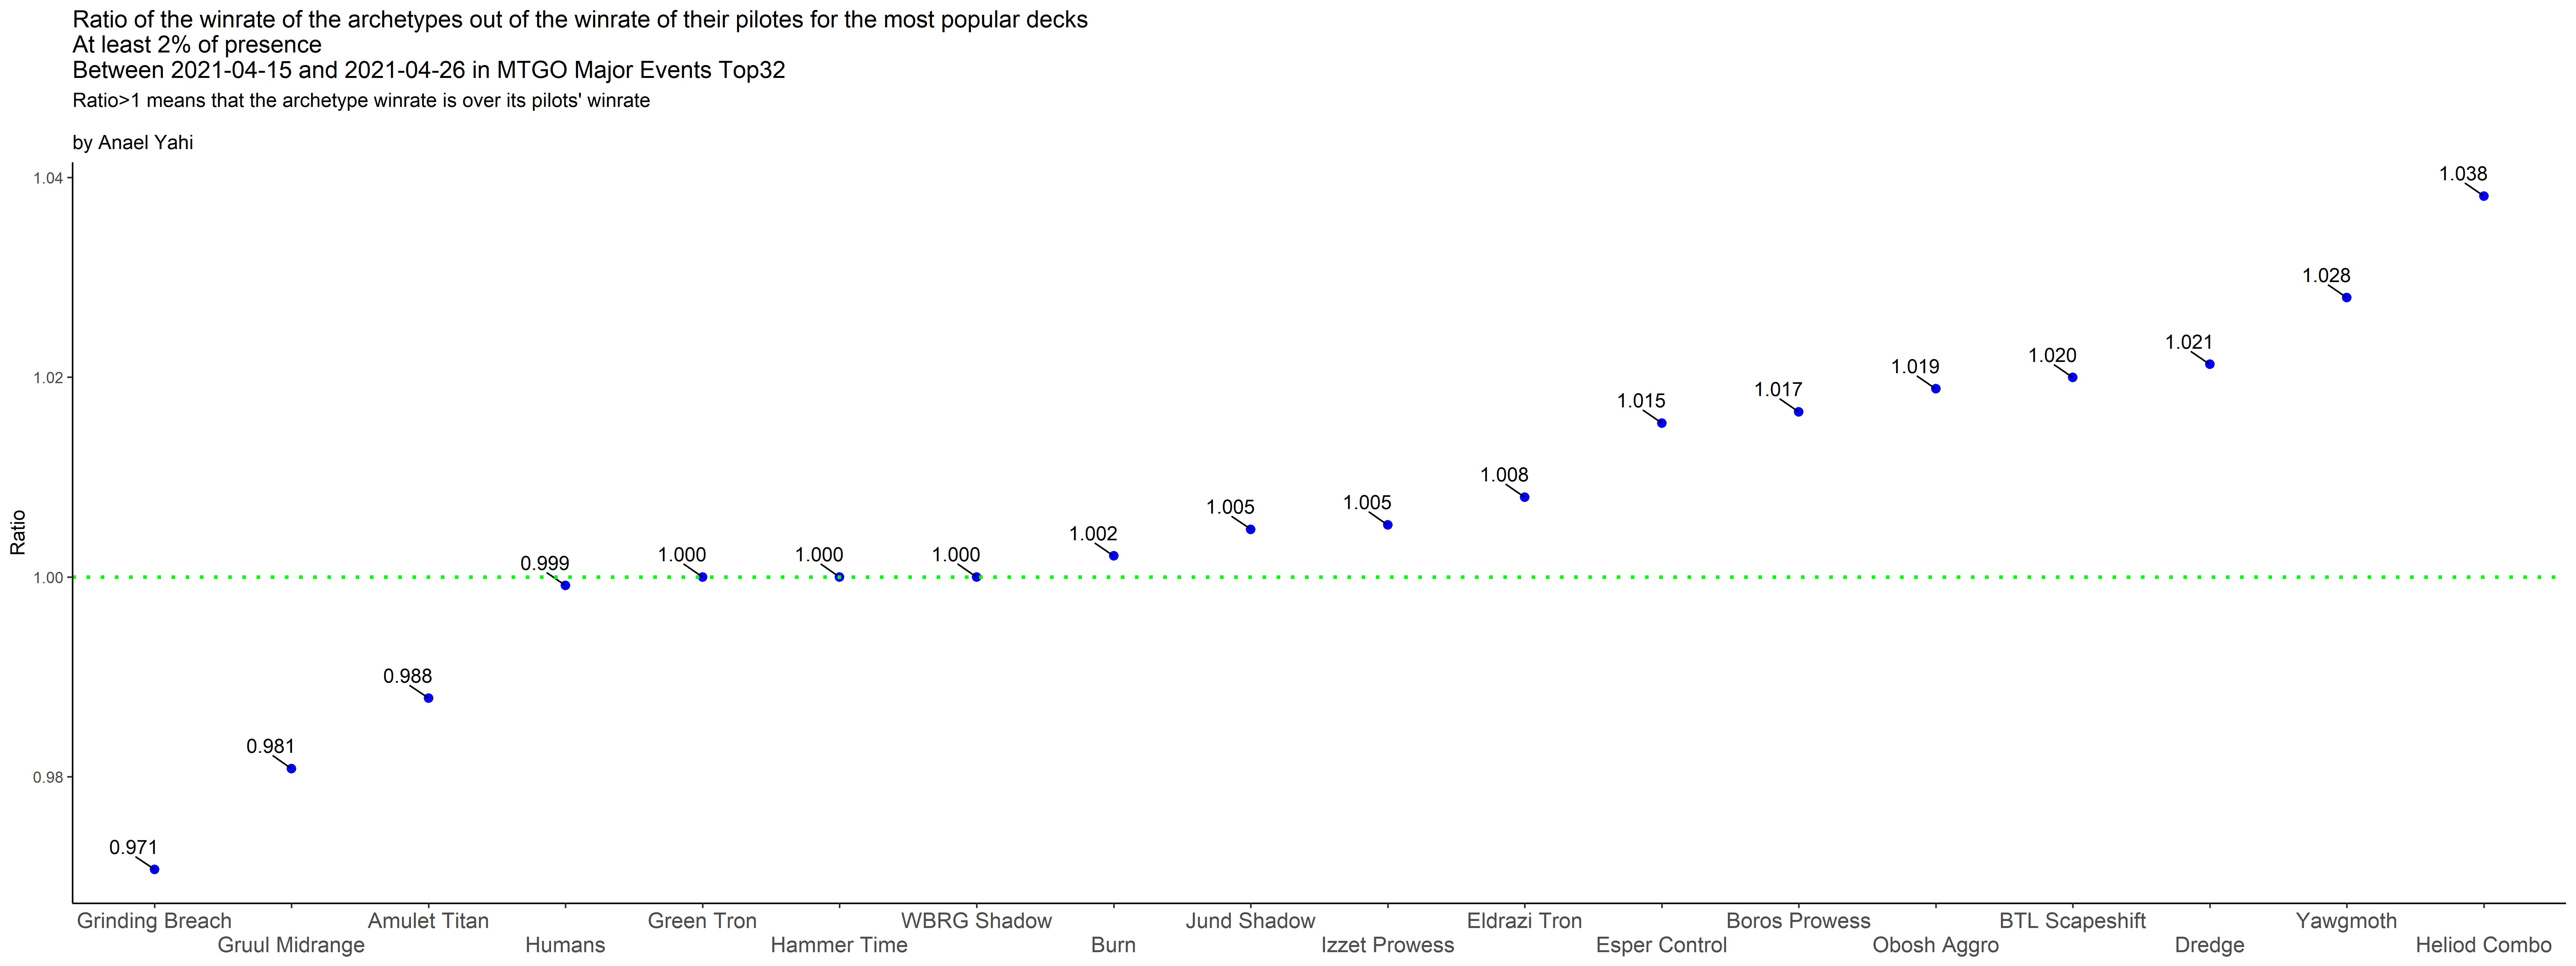 Ratio of the winrate of the archetypes out of the winrate of their pilotes for the most popular decks
At least 2% of presence
Between 2021-04-15 and 2021-04-26 in MTGO Major Events Top32
Ratio>1 means that the archetype winrate is over its pilots' winrate
by Anael Yahi
1.04
1.02
1.00
0.98
Ratio
0.971
0.981
0.988
0.999
1.000
1.000
1.000
1.002
1.005
1.005
1.008
1.015
1.017
1.019
1.020
1.021
1.028
1.038
Grinding Breach
Gruul Midrange
Amulet Titan
Humans
Green Tron
Hammer Time
WBRG Shadow
Burn
Jund Shadow
Izzet Prowess
Eldrazi Tron
Esper Control
Boros Prowess
Obosh Aggro
BTL Scapeshift
Dredge
Yawgmoth
Heliod Combo